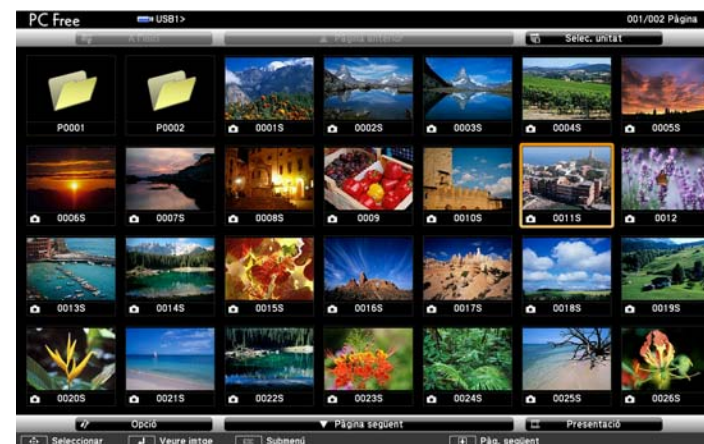 PC Free USB1> 001/002 Pàgina
A l'inici Pàgina anterior Selec. unitat
P0001 P0002 0001S 0002S 0003S 0004S 0005S
0006S 0007S 0008S 0009 0010S 0011S 0012
0013S 0014S 0015S 0016S 0017S 0018S 0019S
0020S 0021S 0022S 0023S 0024S 0025S 0026S
Opció Pàgina següent Presentació
Seleccionar Veure imtge ESC Submenú Pàg. següent